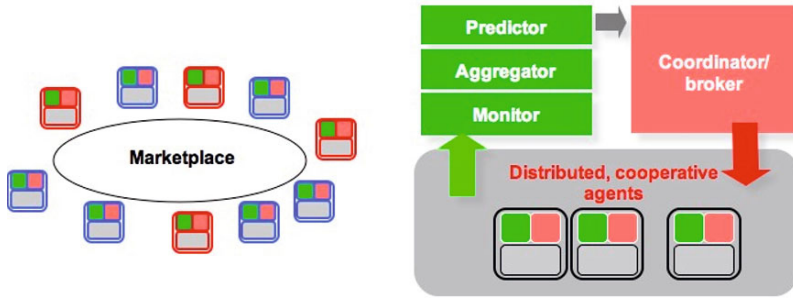 Marketplace
Predictor
Aggregator
Monitor
Coordinator/
broker
Distributed, cooperative
agents